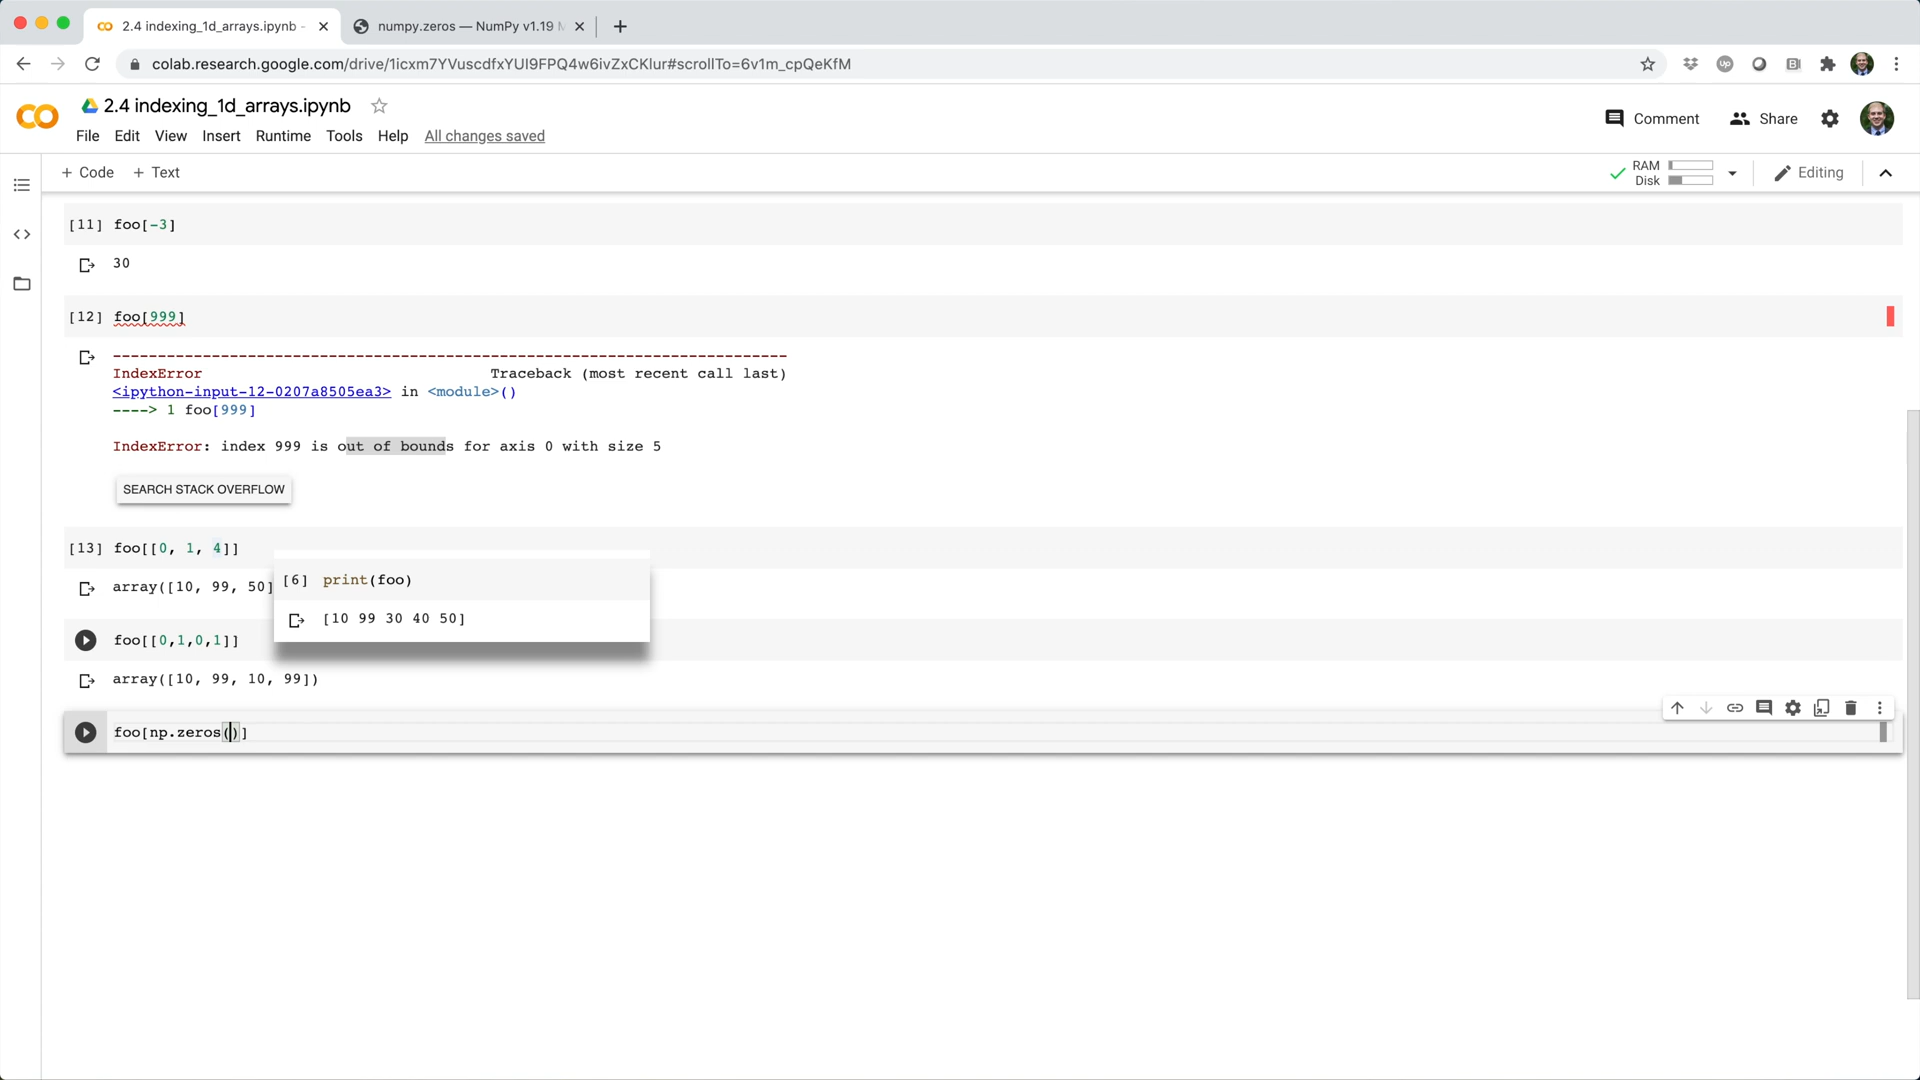 2.4 indexing_1d_arrays.ipynb -
numpy.zeros — NumPy v1.19
colab.research.google.com/drive/1icxm7YVuscdfxYUI9FPQ4w6ivZxCKlur#scrollTo=6v1m_cpQeKfM
2.4 indexing_1d_arrays.ipynb
File Edit View Insert Runtime Tools Help All changes saved
Comment Share
+ Code + Text
RAM
Disk
Editing
[11] foo[-3]
30
[12] foo[999]
---------------------------------------------------------------------------
IndexError Traceback (most recent call last)
<ipython-input-12-0207a8505ea3> in <module>()
----> 1 foo[999]
IndexError: index 999 is out of bounds for axis 0 with size 5
SEARCH STACK OVERFLOW
[13] foo[[0, 1, 4]]
array([10, 99, 50]
[6] print(foo)
[10 99 30 40 50]
foo[[0,1,0,1]]
array([10, 99, 10, 99])
foo[np.zeros()]